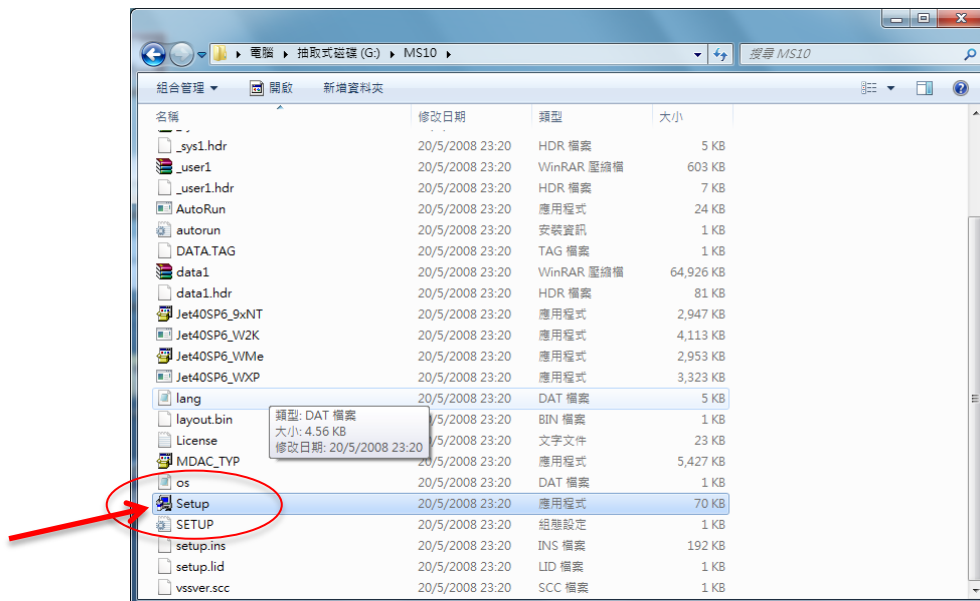 電腦 ▸ 抽取式磁碟 (G:) ▸ MS10 ▸ 搜尋 MS10
組合管理 ▼ 開啟 新增資料夾
名稱 修改日期 類型 大小
_sys1.hdr 20/5/2008 23:20 HDR 檔案 5 KB
_user1 20/5/2008 23:20 WinRAR 壓縮檔 603 KB
_user1.hdr 20/5/2008 23:20 HDR 檔案 7 KB
AutoRun 20/5/2008 23:20 應用程式 24 KB
autorun 20/5/2008 23:20 安裝資訊 1 KB
DATA.TAG 20/5/2008 23:20 TAG 檔案 1 KB
data1 20/5/2008 23:20 WinRAR 壓縮檔 64,926 KB
data1.hdr 20/5/2008 23:20 HDR 檔案 81 KB
Jet40SP6_9xNT 20/5/2008 23:20 應用程式 2,947 KB
Jet40SP6_W2K 20/5/2008 23:20 應用程式 4,113 KB
Jet40SP6_WMe 20/5/2008 23:20 應用程式 2,953 KB
Jet40SP6_WXP 20/5/2008 23:20 應用程式 3,323 KB
lang 20/5/2008 23:20 DAT 檔案 5 KB
layout.bin /5/2008 23:20 BIN 檔案 1 KB
License /5/2008 23:20 文字文件 23 KB
類型: DAT 檔案
大小: 4.56 KB
修改日期: 20/5/2008 23:20
MDAC_TYP 20/5/2008 23:20 應用程式 5,427 KB
os 20/5/2008 23:20 DAT 檔案 1 KB
Setup 20/5/2008 23:20 應用程式 70 KB
SETUP 20/5/2008 23:20 組態設定 1 KB
setup.ins 20/5/2008 23:20 INS 檔案 192 KB
setup.lid 20/5/2008 23:20 LID 檔案 1 KB
vssver.scc 20/5/2008 23:20 SCC 檔案 1 KB